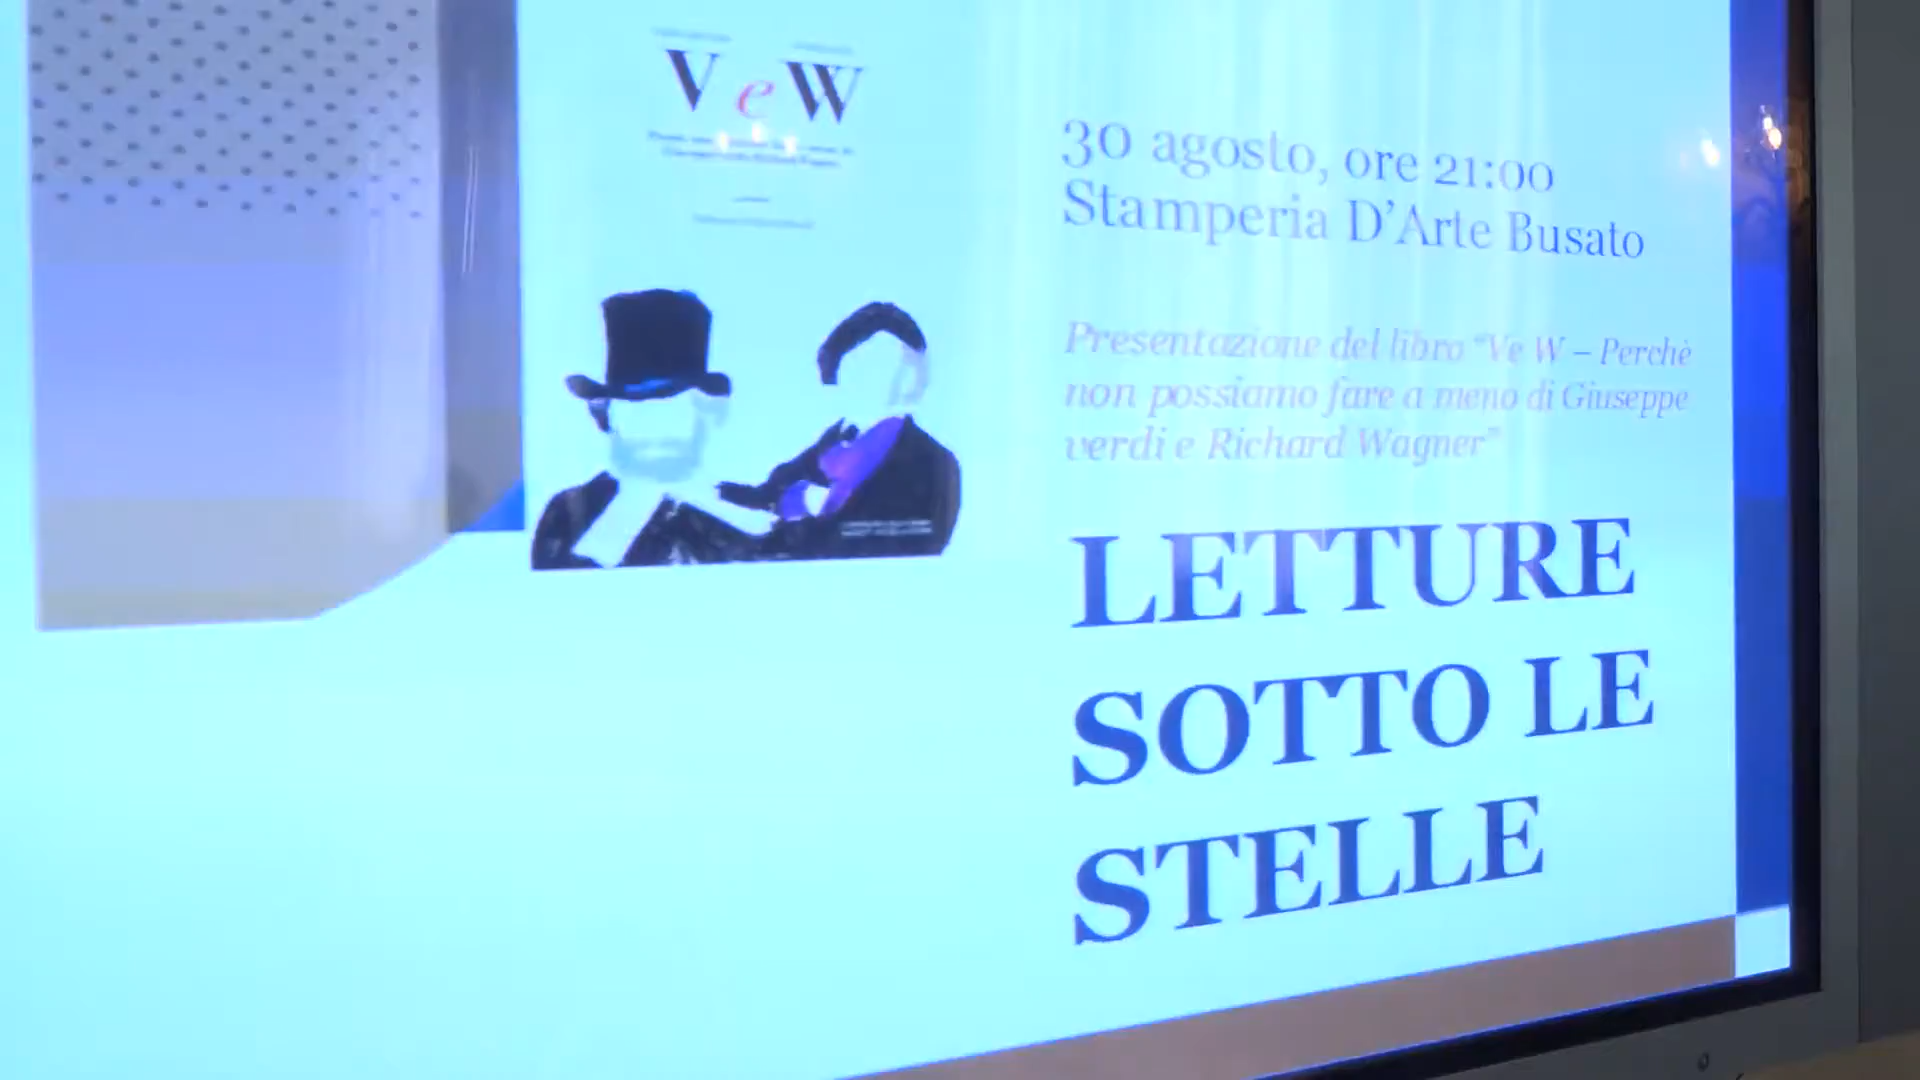 V e W
30 agosto, ore 21:00
Stamperia D'Arte Busato
Presentazione del libro "Ve W – Perchè
non possiamo fare a meno di Giuseppe
verdi e Richard Wagner"
LETTURE
SOTTO LE
STELLE